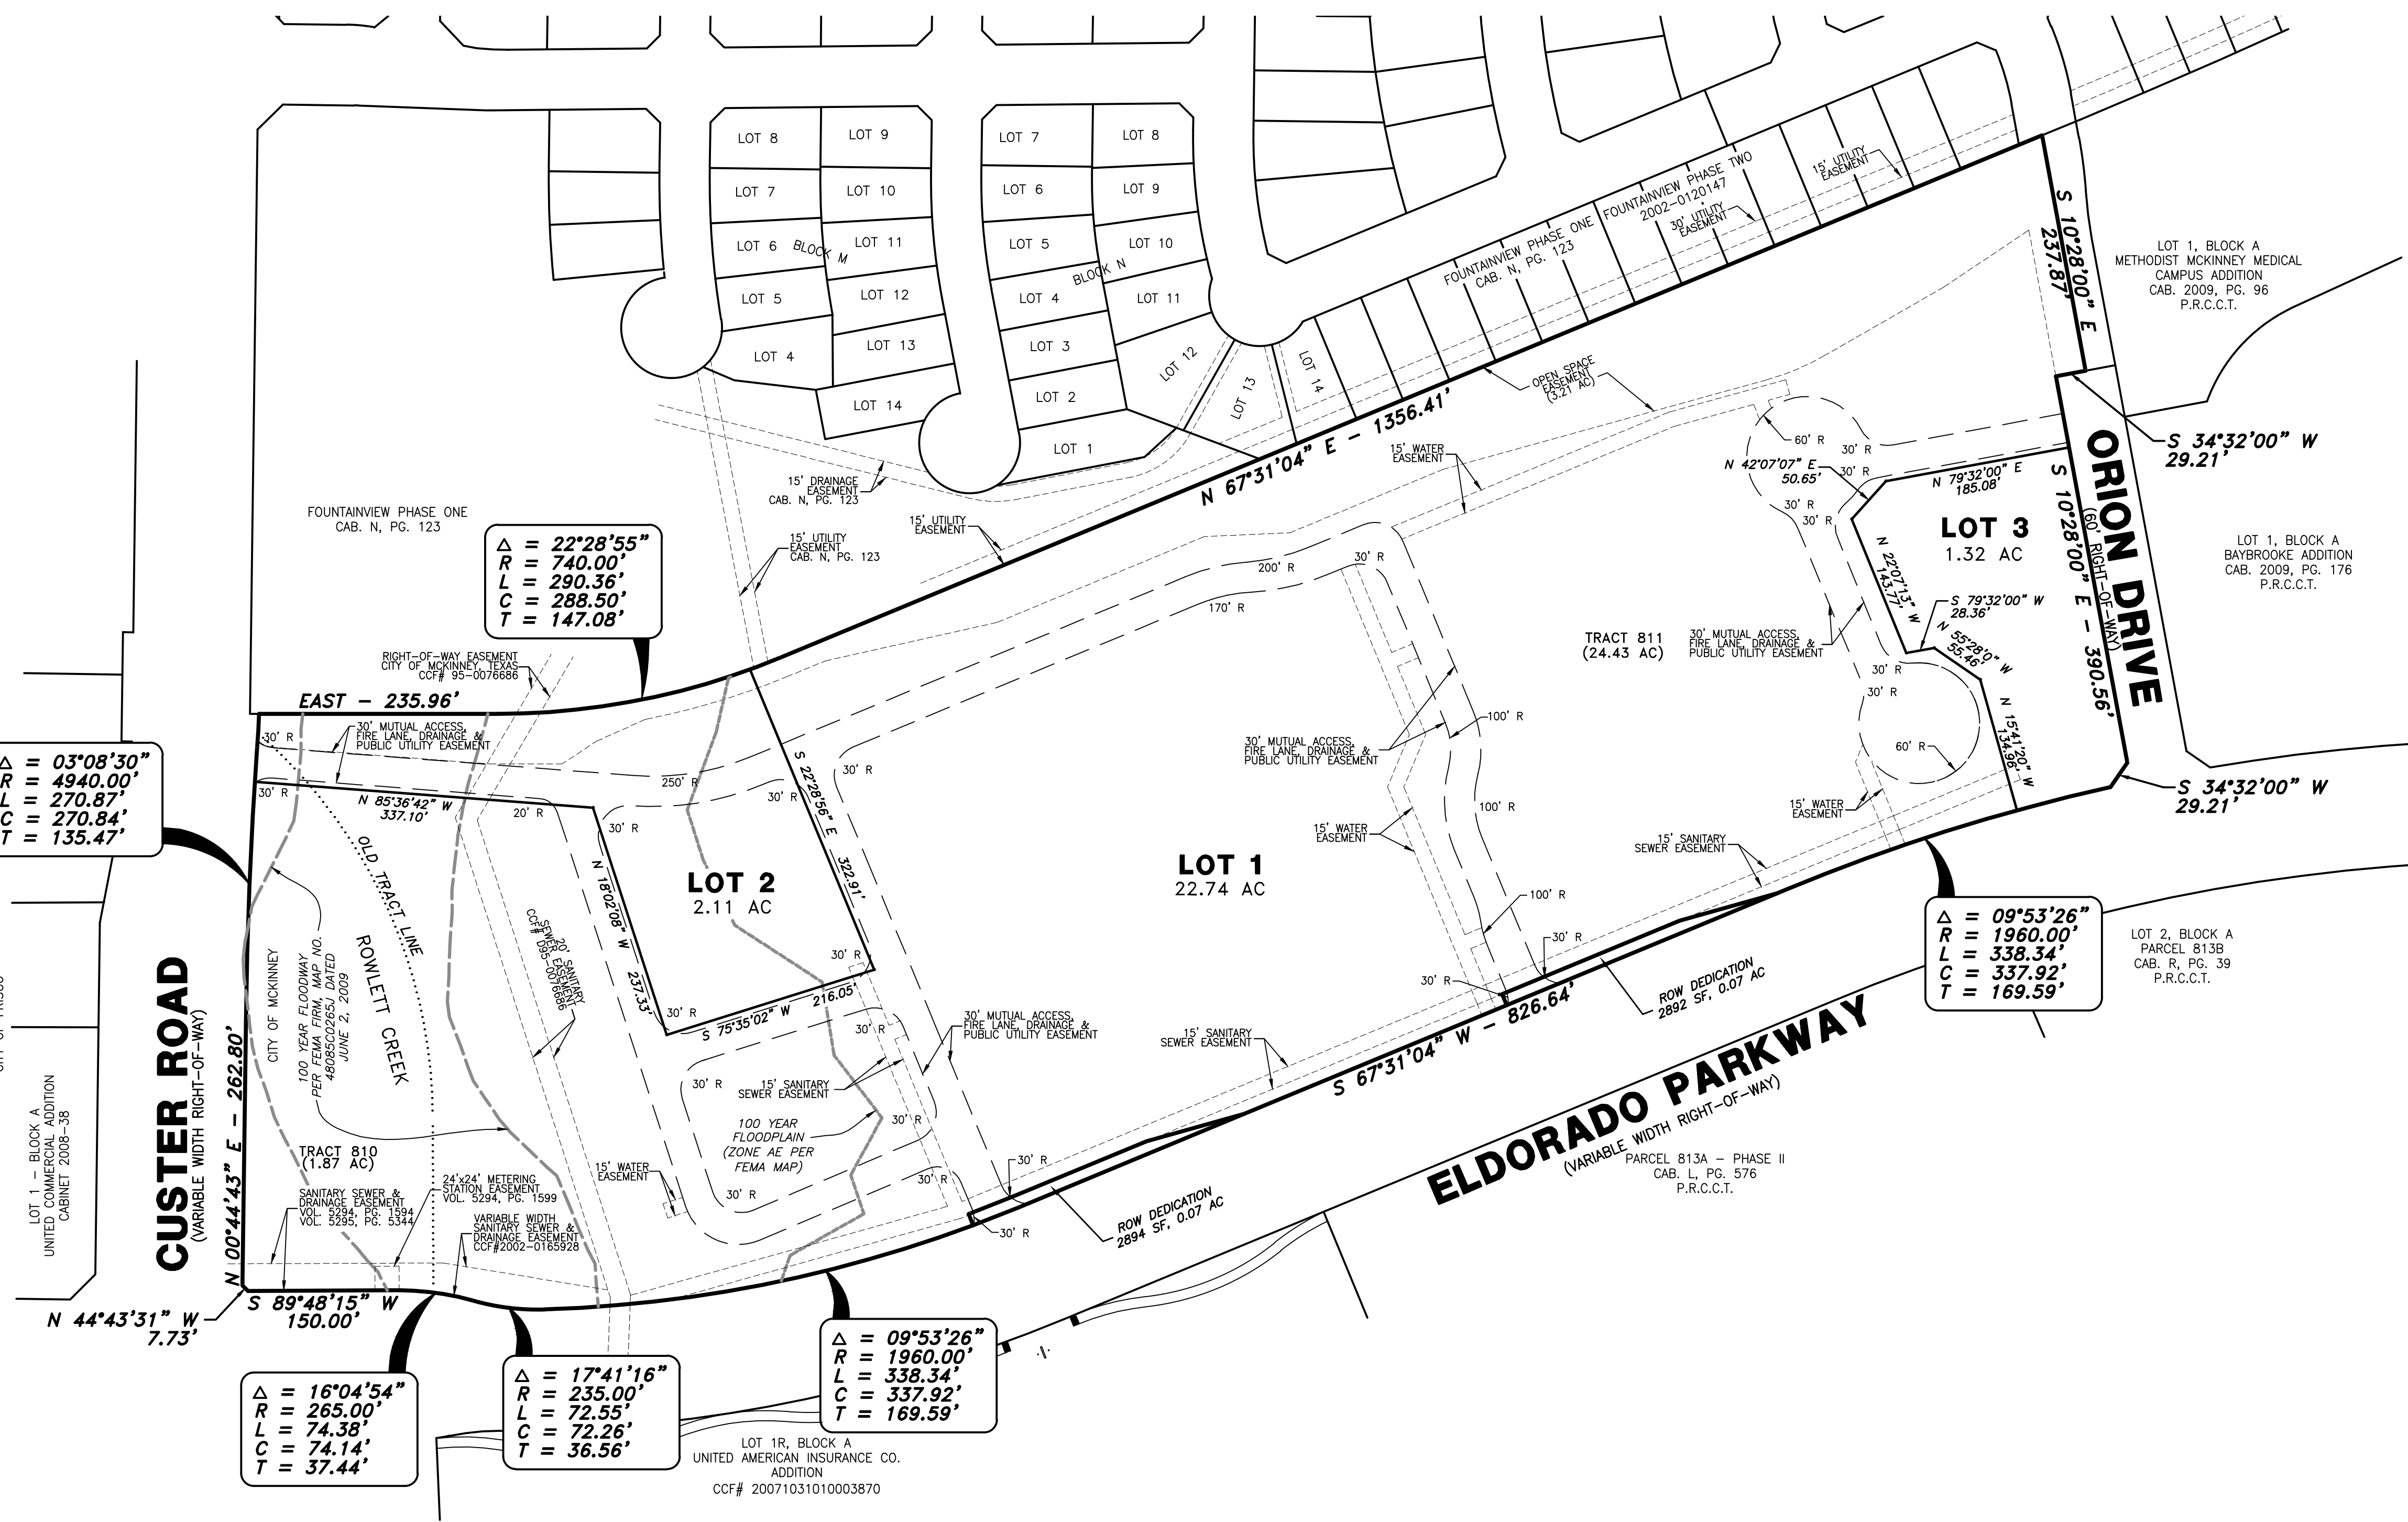 LOT 8
LOT 9
LOT 7
LOT 10
LOT 6
LOT 11
BLOCK M
LOT 5
LOT 12
LOT 4
LOT 13
LOT 14
LOT 7
LOT 8
LOT 6
LOT 9
LOT 5
LOT 10
BLOCK N
LOT 4
LOT 11
LOT 3
LOT 2
LOT 1
LOT 12
LOT 13
LOT 14
FOUNTAINVIEW PHASE ONE
CAB. N, PG. 123
FOUNTAINVIEW PHASE TWO
2002-0120147
30' UTILITY
EASEMENT
15' UTILITY
EASEMENT
S 10°28'00" E
237.87'
LOT 1, BLOCK A
METHODIST MCKINNEY MEDICAL
CAMPUS ADDITION
CAB. 2009, PG. 96
P.R.C.C.T.
S 34°32'00" W
29.21'
ORION DRIVE
(60' RIGHT-OF-WAY)
S 10°28'00" E - 390.56'
LOT 1, BLOCK A
BAYBROOKE ADDITION
CAB. 2009, PG. 176
P.R.C.C.T.
S 34°32'00" W
29.21'
OPEN SPACE
EASEMENT
(3.21 AC)
N 67°31'04" E - 1356.41'
15' WATER
EASEMENT
60' R
30' R
N 42°07'07" E
50.65'
30' R
N 79°32'00" E
185.08'
30' R
30' R
LOT 3
1.32 AC
N 22°07'13" W
143.77'
S 79°32'00" W
28.36'
N 55°28'0" W
55.46'
N 15°41'20" W
134.96'
30' R
30' R
60' R
TRACT 811
(24.43 AC)
30' MUTUAL ACCESS,
FIRE LANE, DRAINAGE &
PUBLIC UTILITY EASEMENT
15' DRAINAGE
EASEMENT
CAB. N, PG. 123
15' UTILITY
EASEMENT
CAB. N, PG. 123
15' UTILITY
EASEMENT
FOUNTAINVIEW PHASE ONE
CAB. N, PG. 123
Δ = 22°28'55"
R = 740.00'
L = 290.36'
C = 288.50'
T = 147.08'
RIGHT-OF-WAY EASEMENT
CITY OF MCKINNEY, TEXAS
CCF# 95-0076686
EAST - 235.96'
30' R
30' MUTUAL ACCESS,
FIRE LANE, DRAINAGE &
PUBLIC UTILITY EASEMENT
Δ = 03°08'30"
R = 4940.00'
L = 270.87'
C = 270.84'
T = 135.47'
30' R
N 85°36'42" W
337.10'
20' R
250' R
30' R
30' R
30' R
S 22°28'56" E
322.91'
LOT 2
2.11 AC
N 18°02'08" W
237.33'
30' R
30' R
S 75°35'02" W
216.05'
200' R
170' R
30' R
30' MUTUAL ACCESS,
FIRE LANE, DRAINAGE &
PUBLIC UTILITY EASEMENT
100' R
100' R
100' R
15' WATER
EASEMENT
LOT 1
22.74 AC
15' SANITARY
SEWER EASEMENT
15' WATER
EASEMENT
30' R
30' R
ROW DEDICATION
2892 SF, 0.07 AC
Δ = 09°53'26"
R = 1960.00'
L = 338.34'
C = 337.92'
T = 169.59'
LOT 2, BLOCK A
PARCEL 813B
CAB. R, PG. 39
P.R.C.C.T.
S 67°31'04" W - 826.64'
ELDORADO PARKWAY
(VARIABLE WIDTH RIGHT-OF-WAY)
PARCEL 813A - PHASE II
CAB. L, PG. 576
P.R.C.C.T.
15' SANITARY
SEWER EASEMENT
ROW DEDICATION
2894 SF, 0.07 AC
30' R
30' R
30' R
30' MUTUAL ACCESS,
FIRE LANE, DRAINAGE &
PUBLIC UTILITY EASEMENT
30' R
30' R
30' R
30' R
15' SANITARY
SEWER EASEMENT
100 YEAR
FLOODPLAIN
(ZONE AE PER
FEMA MAP)
15' WATER
EASEMENT
20' SANITARY
SEWER EASEMENT
CCF# D95-0076686
OLD TRACT LINE
ROWLETT CREEK
100 YEAR FLOODWAY
PER FEMA FIRM, MAP NO.
48085C0265J DATED
JUNE 2, 2009
CITY OF MCKINNEY
TRACT 810
(1.87 AC)
SANITARY SEWER &
DRAINAGE EASEMENT
VOL. 5294, PG. 1594
VOL. 5295, PG. 5344
24'x24' METERING
STATION EASEMENT
VOL. 5294, PG. 1599
VARIABLE WIDTH
SANITARY SEWER &
DRAINAGE EASEMENT
CCF#2002-0165928
N 00°44'43" E - 262.80'
CUSTER ROAD
(VARIABLE WIDTH RIGHT-OF-WAY)
LOT 1 - BLOCK A
UNITED COMMERCIAL ADDITION
CABINET 2008-38
N 44°43'31" W
7.73'
S 89°48'15" W
150.00'
Δ = 16°04'54"
R = 265.00'
L = 74.38'
C = 74.14'
T = 37.44'
Δ = 17°41'16"
R = 235.00'
L = 72.55'
C = 72.26'
T = 36.56'
Δ = 09°53'26"
R = 1960.00'
L = 338.34'
C = 337.92'
T = 169.59'
LOT 1R, BLOCK A
UNITED AMERICAN INSURANCE CO.
ADDITION
CCF# 20071031010003870